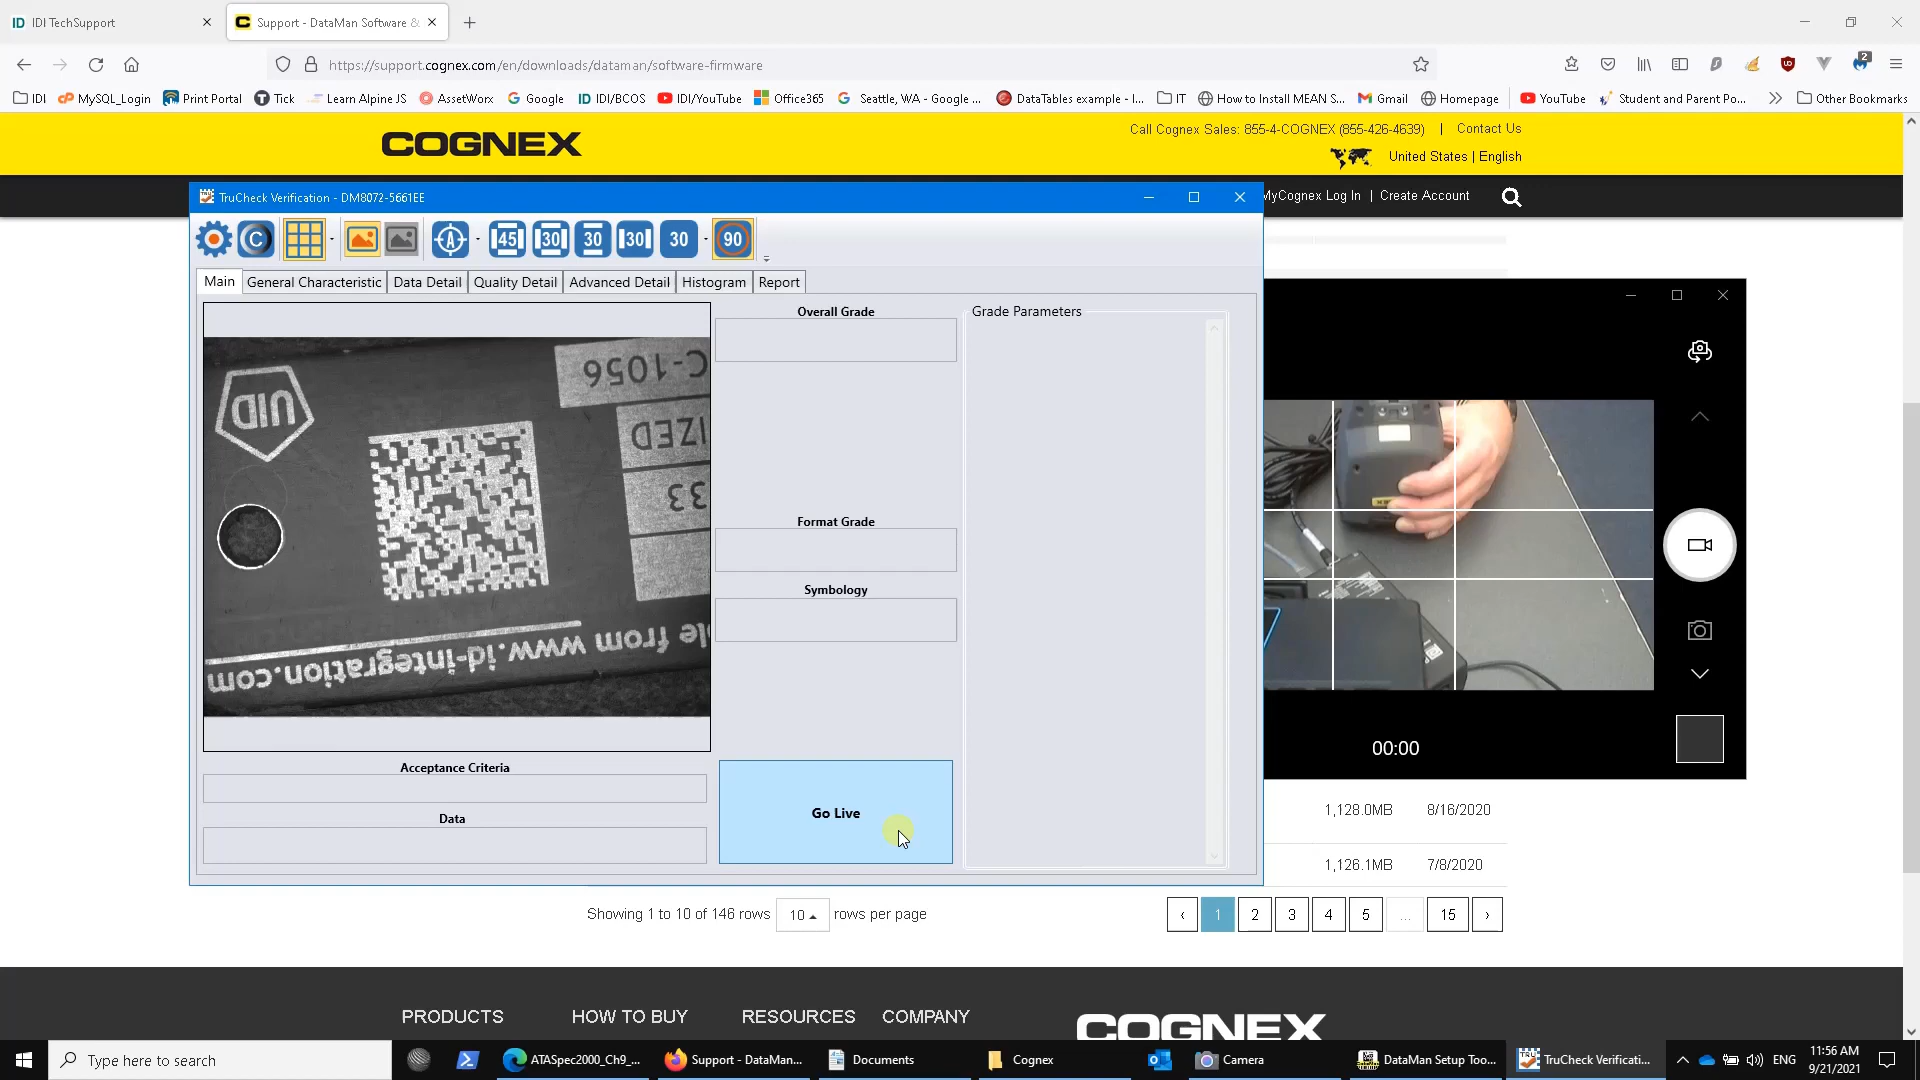 IDI TechSupport
Support - DataMan Software &
https://support.cognex.com/en/downloads/dataman/software-firmware
2
IDI
MySQL_Login
Print Portal
Tick
Learn Alpine JS
AssetWorx
Google
IDI/BCOS
IDI/YouTube
Office365
Seattle, WA - Google ...
DataTables example - I...
IT
How to Install MEAN S...
Gmail
Homepage
YouTube
Student and Parent Po...
Other Bookmarks
COGNEX
Call Cognex Sales: 855-4-COGNEX (855-426-4639) | Contact Us
United States | English
MyCognex Log In | Create Account
TruCheck Verification - DM8072-5661EE
45 30 30 30 30 90
Main
General Characteristic
Data Detail
Quality Detail
Advanced Detail
Histogram
Report
Overall Grade
Grade Parameters
C-1056
UID
IZED
33
Format Grade
Symbology
le from www.id-integration.com
Acceptance Criteria
Data
Go Live
00:00
1,128.0MB 8/16/2020
1,126.1MB 7/8/2020
Showing 1 to 10 of 146 rows 10 rows per page
‹ 1 2 3 4 5 ... 15 ›
PRODUCTS
HOW TO BUY
RESOURCES
COMPANY
COGNEX
Type here to search
ATASpec2000_Ch9_...
Support - DataMan...
Documents
Cognex
Camera
DataMan Setup Too...
TruCheck Verificati...
ENG
11:56 AM
9/21/2021